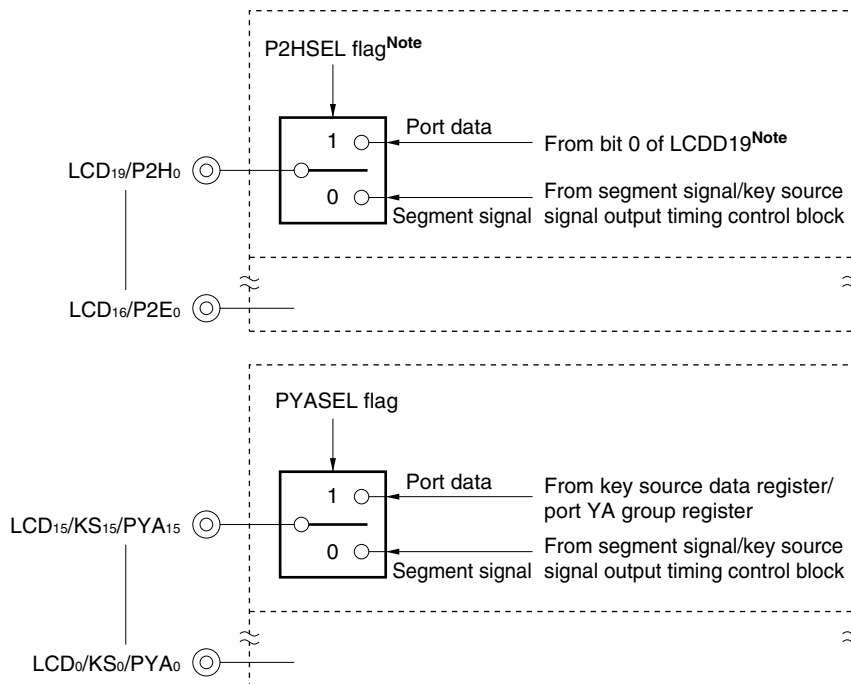 P2HSEL flagNote
1
Port data
From bit 0 of LCDD19Note
LCD19/P2H0
0
Segment signal
From segment signal/key source
signal output timing control block
LCD16/P2E0
PYASEL flag
1
Port data
From key source data register/
port YA group register
LCD15/KS15/PYA15
0
Segment signal
From segment signal/key source
signal output timing control block
LCD0/KS0/PYA0